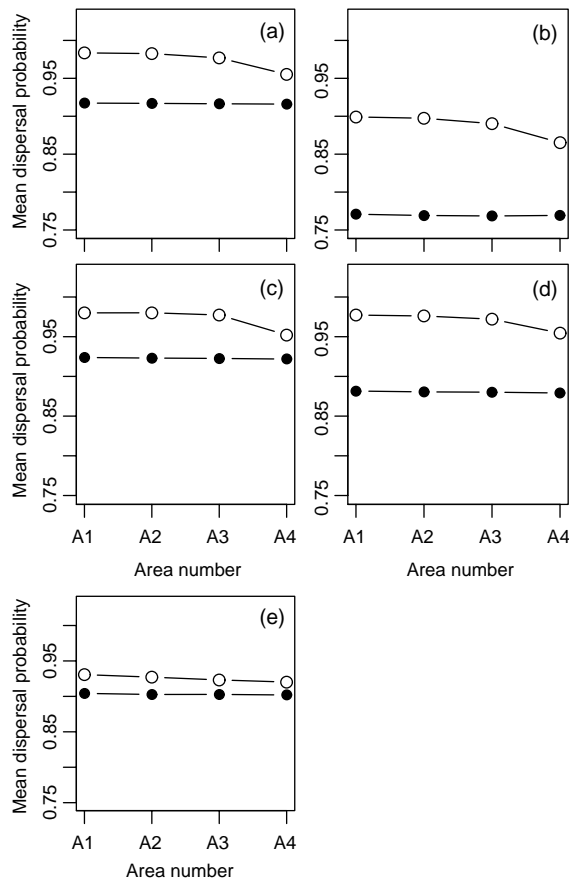 (a)
Mean dispersal probability
0.95
0.85
0.75
(b)
0.95
0.85
0.75
(c)
Mean dispersal probability
0.95
0.85
0.75
A1 A2 A3 A4
Area number
(d)
0.95
0.85
0.75
A1 A2 A3 A4
Area number
(e)
Mean dispersal probability
0.95
0.85
0.75
A1 A2 A3 A4
Area number